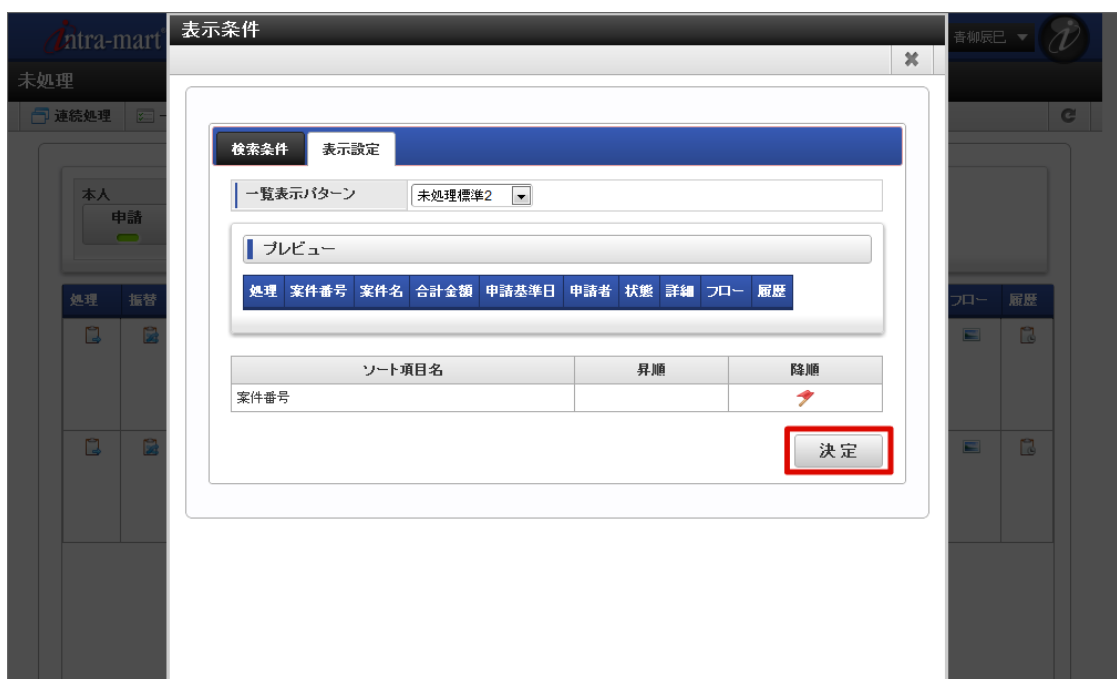 intra-mart
表示条件
青柳辰巳
未処理
連続処理
検索条件 表示設定
本人
申請
一覧表示パターン 未処理標準2
プレビュー
処理 案件番号 案件名 合計金額 申請基準日 申請者 状態 詳細 フロー 履歴
処理 振替 フロー 履歴
ソート項目名 昇順 降順
案件番号
決定